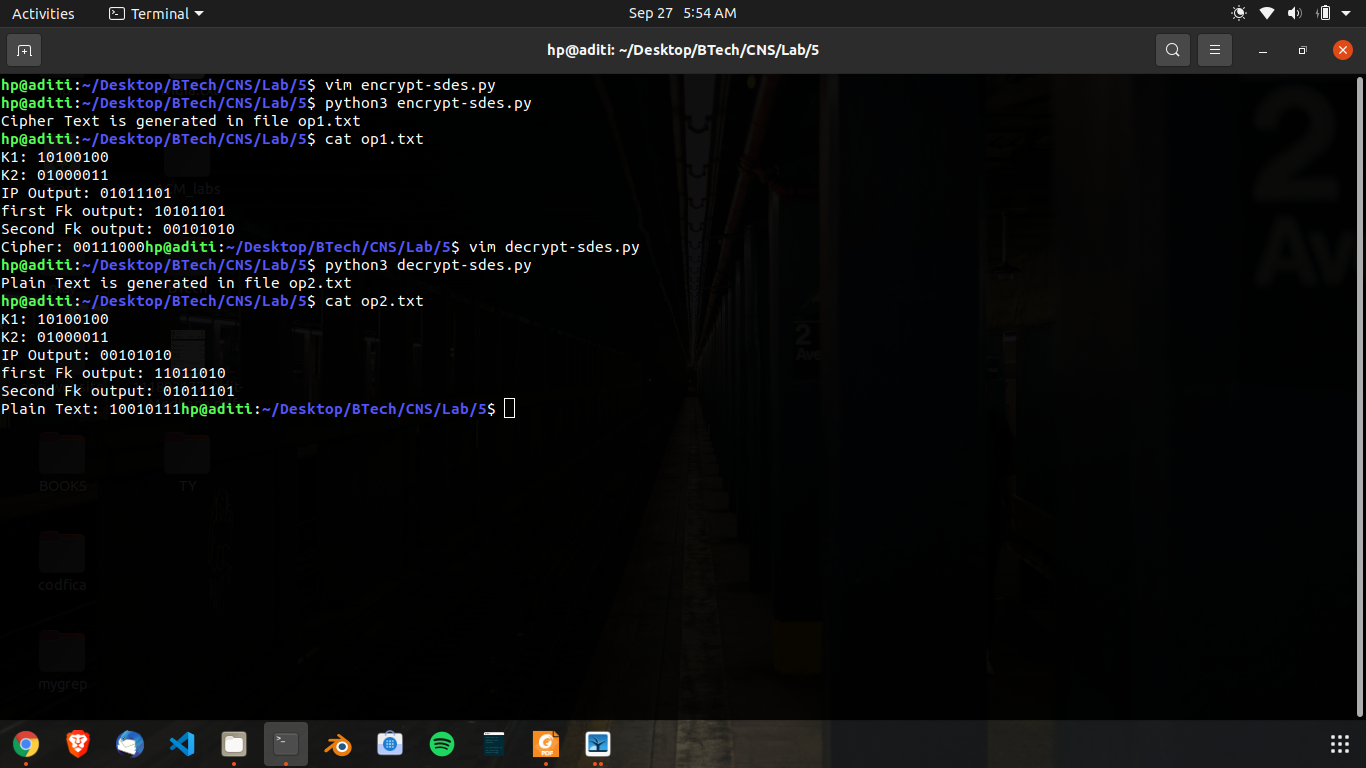 Activities
Terminal
Sep 27 5:54 AM
hp@aditi: ~/Desktop/BTech/CNS/Lab/5
hp@aditi:~/Desktop/BTech/CNS/Lab/5$ vim encrypt-sdes.py
hp@aditi:~/Desktop/BTech/CNS/Lab/5$ python3 encrypt-sdes.py
Cipher Text is generated in file op1.txt
hp@aditi:~/Desktop/BTech/CNS/Lab/5$ cat op1.txt
K1: 10100100
K2: 01000011
IP Output: 01011101
first Fk output: 10101101
Second Fk output: 00101010
Cipher: 00111000hp@aditi:~/Desktop/BTech/CNS/Lab/5$ vim decrypt-sdes.py
hp@aditi:~/Desktop/BTech/CNS/Lab/5$ python3 decrypt-sdes.py
Plain Text is generated in file op2.txt
hp@aditi:~/Desktop/BTech/CNS/Lab/5$ cat op2.txt
K1: 10100100
K2: 01000011
IP Output: 00101010
first Fk output: 11011010
Second Fk output: 01011101
Plain Text: 10010111hp@aditi:~/Desktop/BTech/CNS/Lab/5$
2
Av
2
Ave
BOOKS
TY
codfica
mygrep
PDF